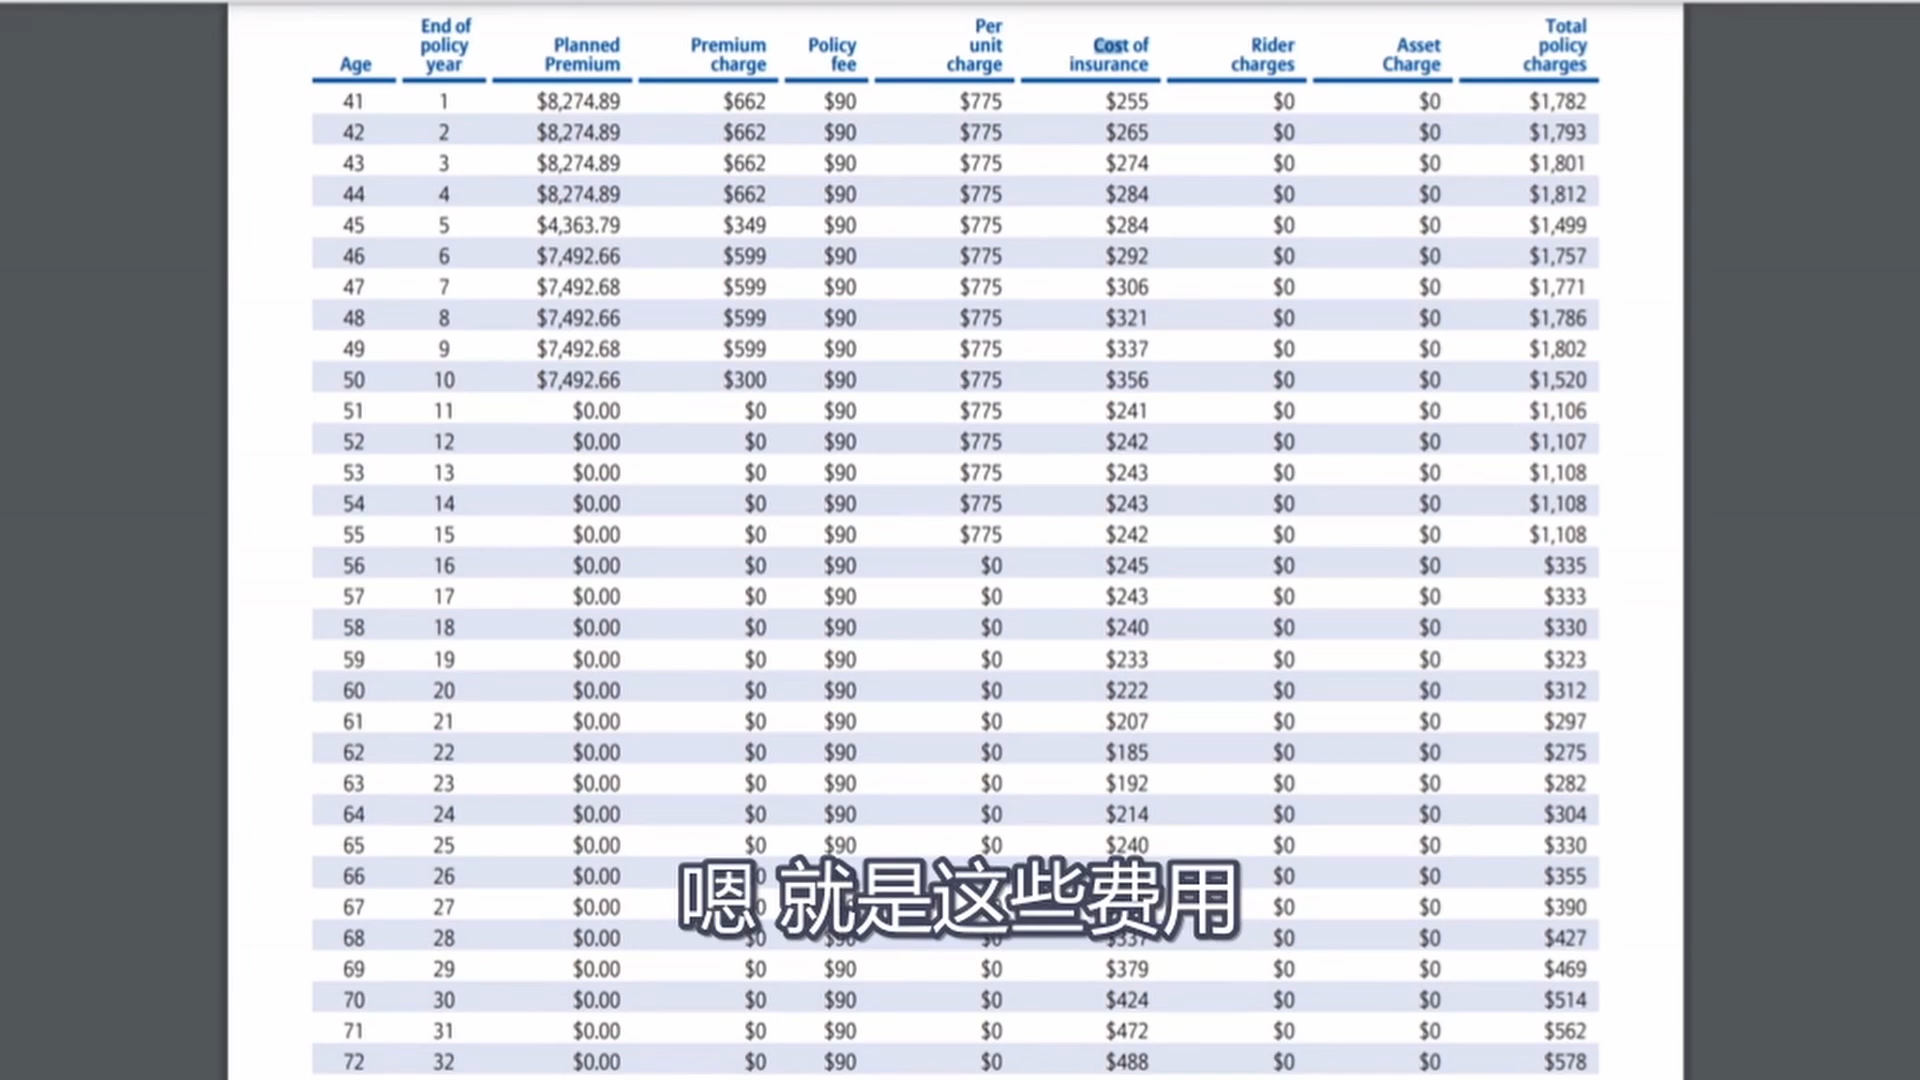 Age End of policy year Planned Premium Premium charge Policy fee Per unit charge Cost of insurance Rider charges Asset Charge Total policy charges
41 1 $8,274.89 $662 $90 $775 $255 $0 $0 $1,782
42 2 $8,274.89 $662 $90 $775 $265 $0 $0 $1,793
43 3 $8,274.89 $662 $90 $775 $274 $0 $0 $1,801
44 4 $8,274.89 $662 $90 $775 $284 $0 $0 $1,812
45 5 $4,363.79 $349 $90 $775 $284 $0 $0 $1,499
46 6 $7,492.66 $599 $90 $775 $292 $0 $0 $1,757
47 7 $7,492.68 $599 $90 $775 $306 $0 $0 $1,771
48 8 $7,492.66 $599 $90 $775 $321 $0 $0 $1,786
49 9 $7,492.68 $599 $90 $775 $337 $0 $0 $1,802
50 10 $7,492.66 $300 $90 $775 $356 $0 $0 $1,520
51 11 $0.00 $0 $90 $775 $241 $0 $0 $1,106
52 12 $0.00 $0 $90 $775 $242 $0 $0 $1,107
53 13 $0.00 $0 $90 $775 $243 $0 $0 $1,108
54 14 $0.00 $0 $90 $775 $243 $0 $0 $1,108
55 15 $0.00 $0 $90 $775 $242 $0 $0 $1,108
56 16 $0.00 $0 $90 $0 $245 $0 $0 $335
57 17 $0.00 $0 $90 $0 $243 $0 $0 $333
58 18 $0.00 $0 $90 $0 $240 $0 $0 $330
59 19 $0.00 $0 $90 $0 $233 $0 $0 $323
60 20 $0.00 $0 $90 $0 $222 $0 $0 $312
61 21 $0.00 $0 $90 $0 $207 $0 $0 $297
62 22 $0.00 $0 $90 $0 $185 $0 $0 $275
63 23 $0.00 $0 $90 $0 $192 $0 $0 $282
64 24 $0.00 $0 $90 $0 $214 $0 $0 $304
65 25 $0.00 $0 $90 $0 $240 $0 $0 $330
66 26 $0.00 $0 $0 $355
67 27 $0.00 $0 $0 $390
68 28 $0.00 $0 $90 $0 $337 $0 $0 $427
嗯 就是这些费用
69 29 $0.00 $0 $90 $0 $379 $0 $0 $469
70 30 $0.00 $0 $90 $0 $424 $0 $0 $514
71 31 $0.00 $0 $90 $0 $472 $0 $0 $562
72 32 $0.00 $0 $90 $0 $488 $0 $0 $578